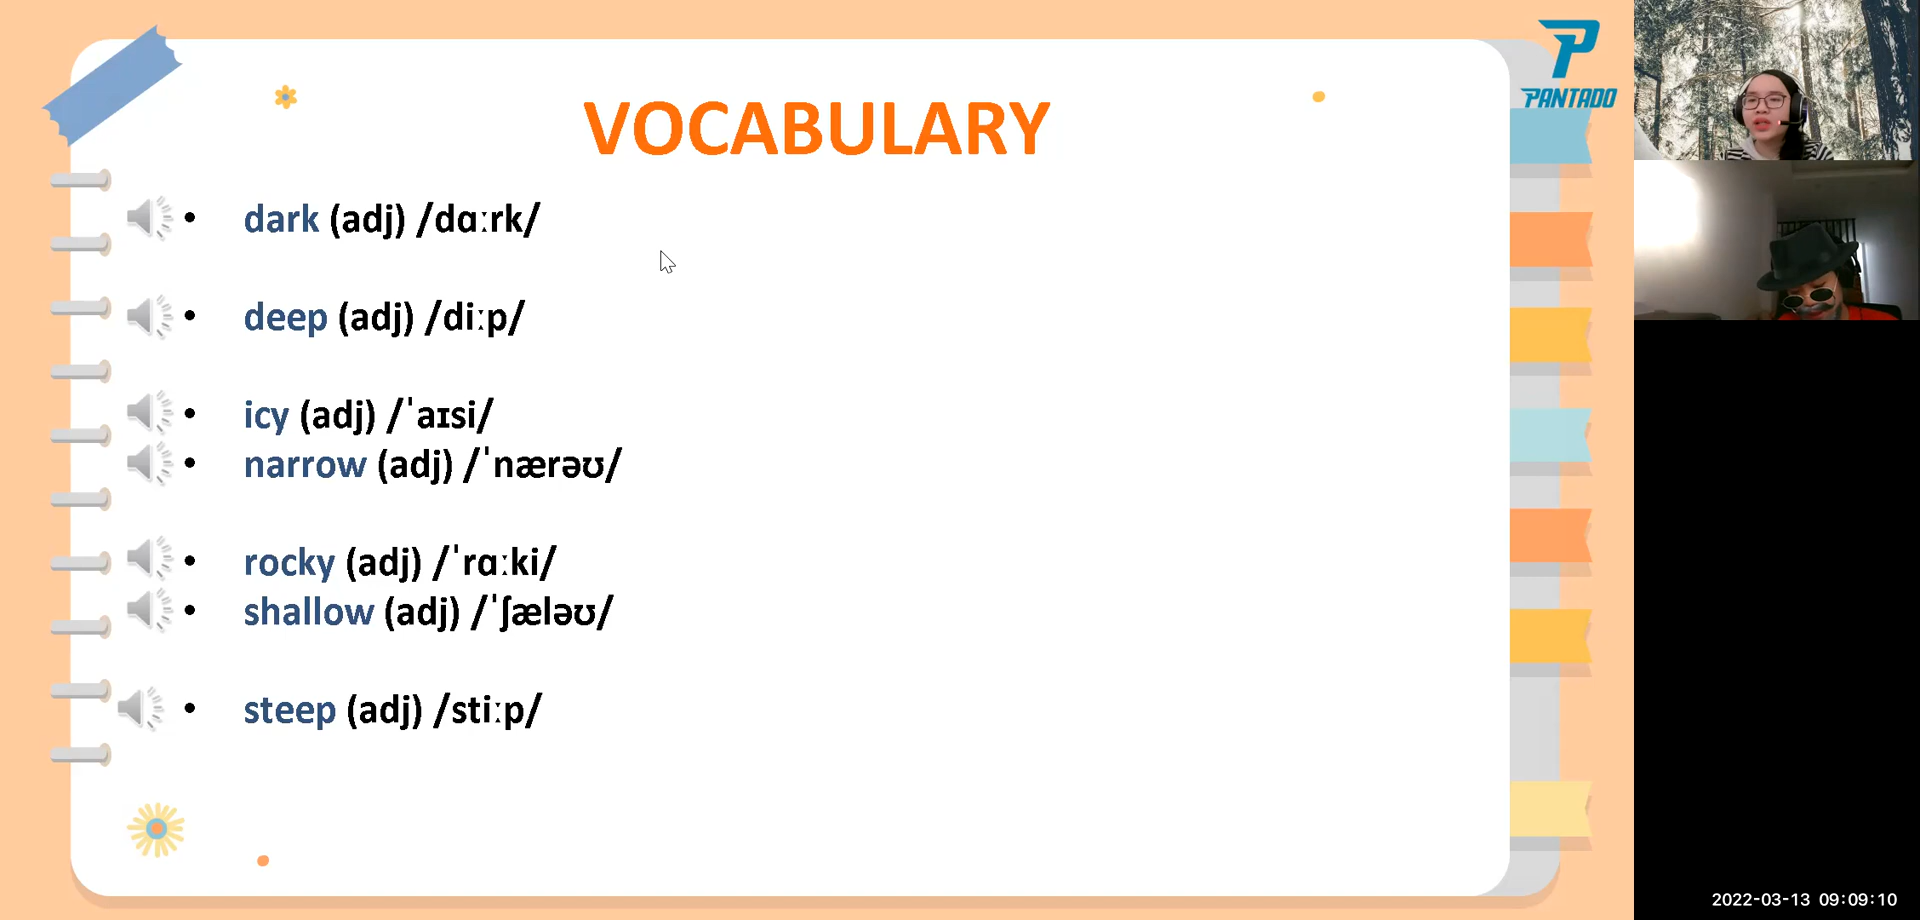 PANTADO
VOCABULARY
• dark (adj) /dɑːrk/
• deep (adj) /diːp/
• icy (adj) /ˈaɪsi/
• narrow (adj) /ˈnærəʊ/
• rocky (adj) /ˈrɑːki/
• shallow (adj) /ˈʃæləʊ/
• steep (adj) /stiːp/
2022-03-13 09:09:10